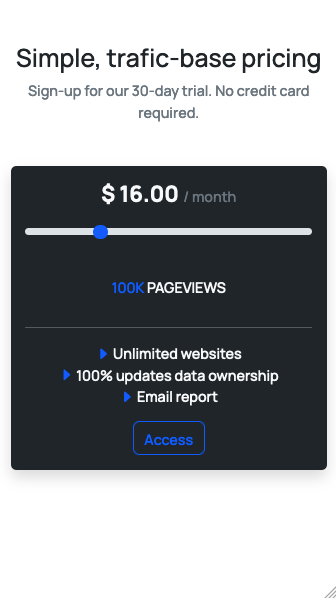 Simple, trafic-base pricing
Sign-up for our 30-day trial. No credit card
required.
$ 16.00 / month
100K PAGEVIEWS
Unlimited websites
100% updates data ownership
Email report
Access